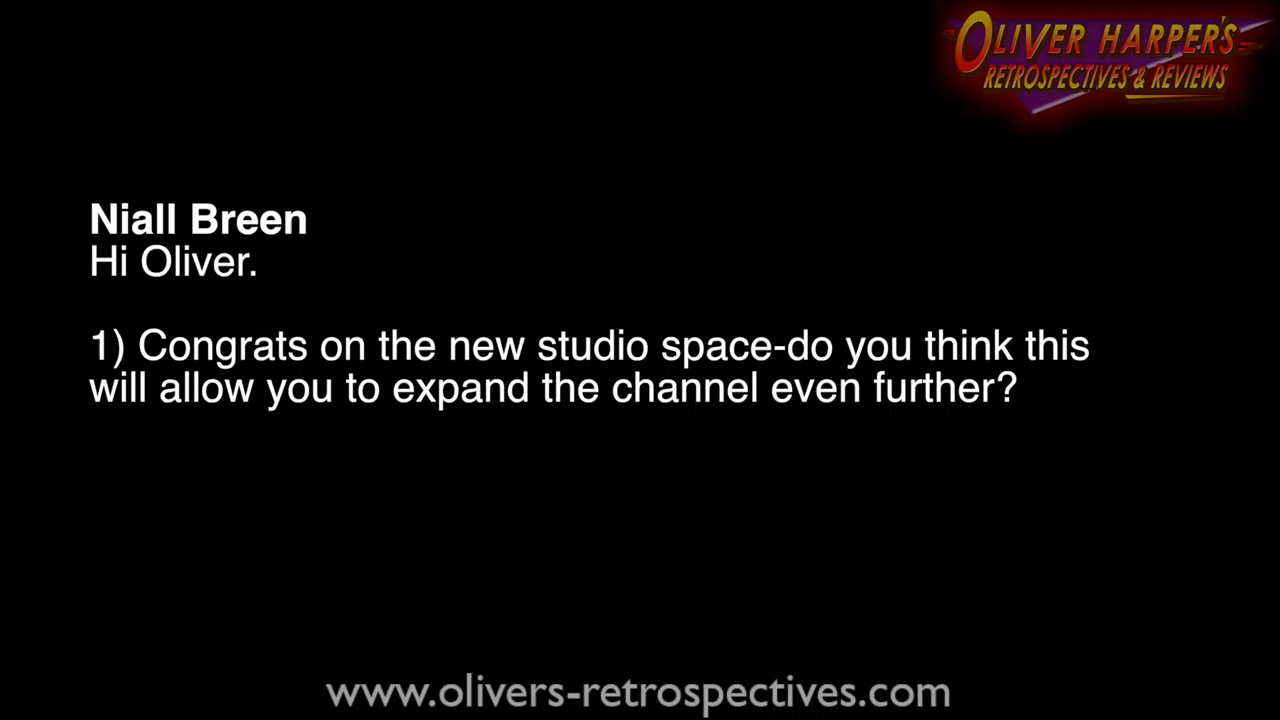 OLIVER HARPER'S
RETROSPECTIVES & REVIEWS
Niall Breen
Hi Oliver.
1) Congrats on the new studio space-do you think this
will allow you to expand the channel even further?
www.olivers-retrospectives.com